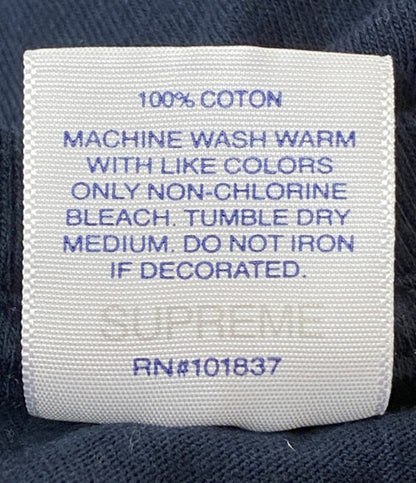 100% COTON
MACHINE WASH WARM
WITH LIKE COLORS
ONLY NON-CHLORINE
BLEACH. TUMBLE DRY
MEDIUM. DO NOT IRON
IF DECORATED.
SUPREME
RN#101837